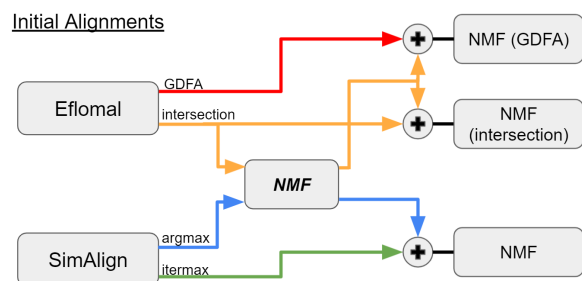 Initial Alignments
NMF (GDFA)
GDFA
Eflomal
intersection
NMF
(intersection)
NMF
argmax
SimAlign
itermax
NMF